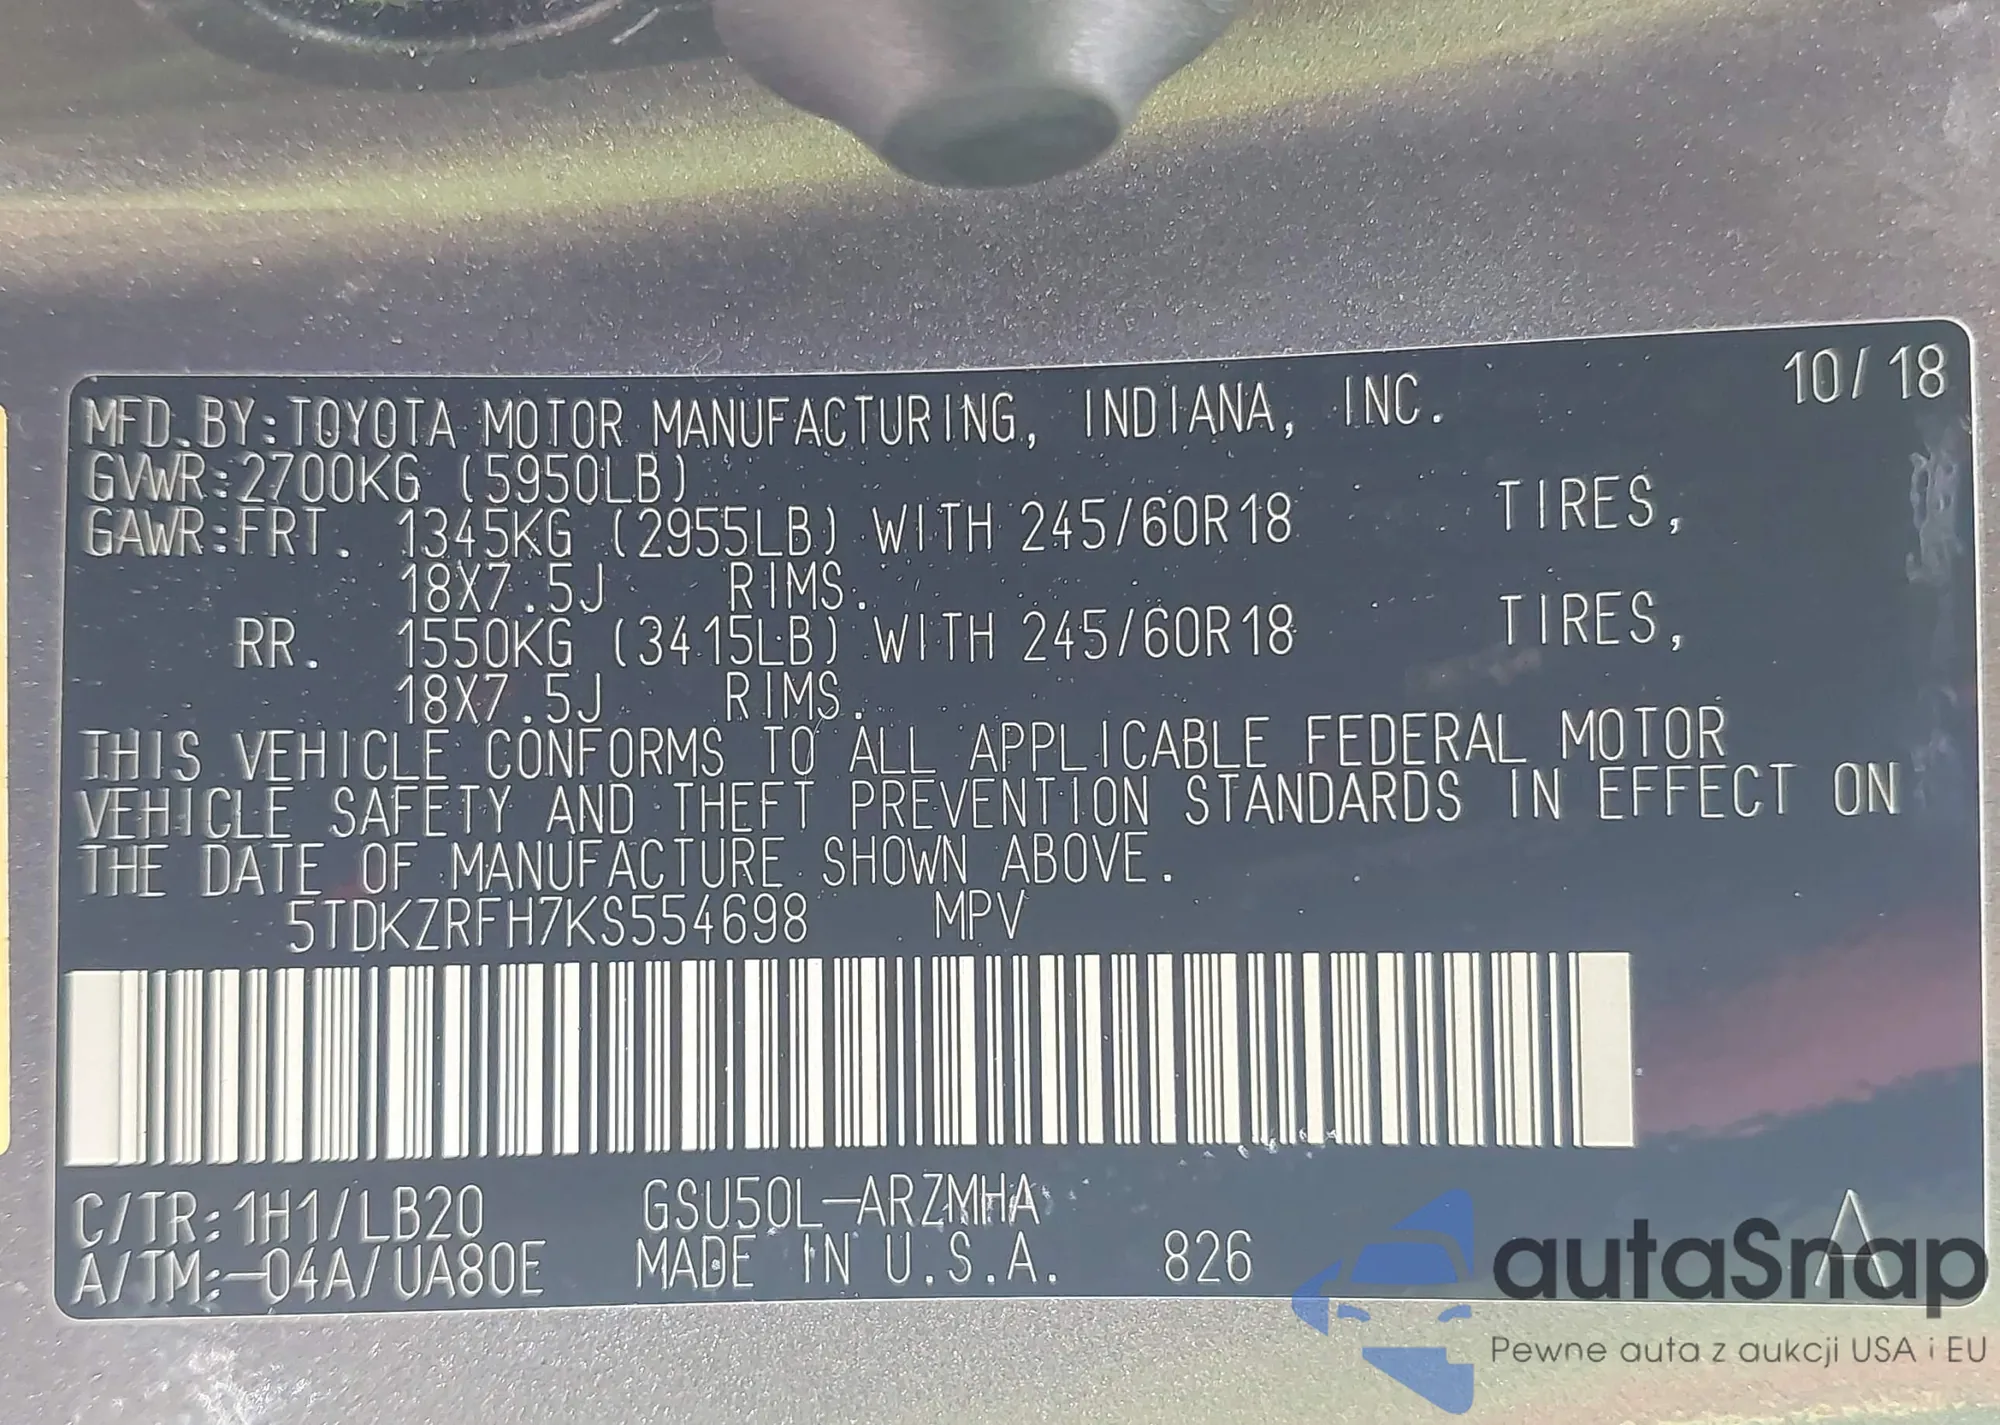 10/18
MFD.BY:TOYOTA MOTOR MANUFACTURING, INDIANA, INC.
GVWR:2700KG (5950LB)
GAWR:FRT. 1345KG (2955LB) WITH 245/60R18 TIRES,
18X7.5J RIMS.
RR. 1550KG (3415LB) WITH 245/60R18 TIRES,
18X7.5J RIMS.
THIS VEHICLE CONFORMS TO ALL APPLICABLE FEDERAL MOTOR
VEHICLE SAFETY AND THEFT PREVENTION STANDARDS IN EFFECT ON
THE DATE OF MANUFACTURE SHOWN ABOVE.
5TDKZRFH7KS554698 MPV
C/TR:1H1/LB20 GSU50L-ARZMHA
A/TM:-04A/UA80E MADE IN U.S.A. 826 A
autaSnap
Pewne auta z aukcji USA i EU